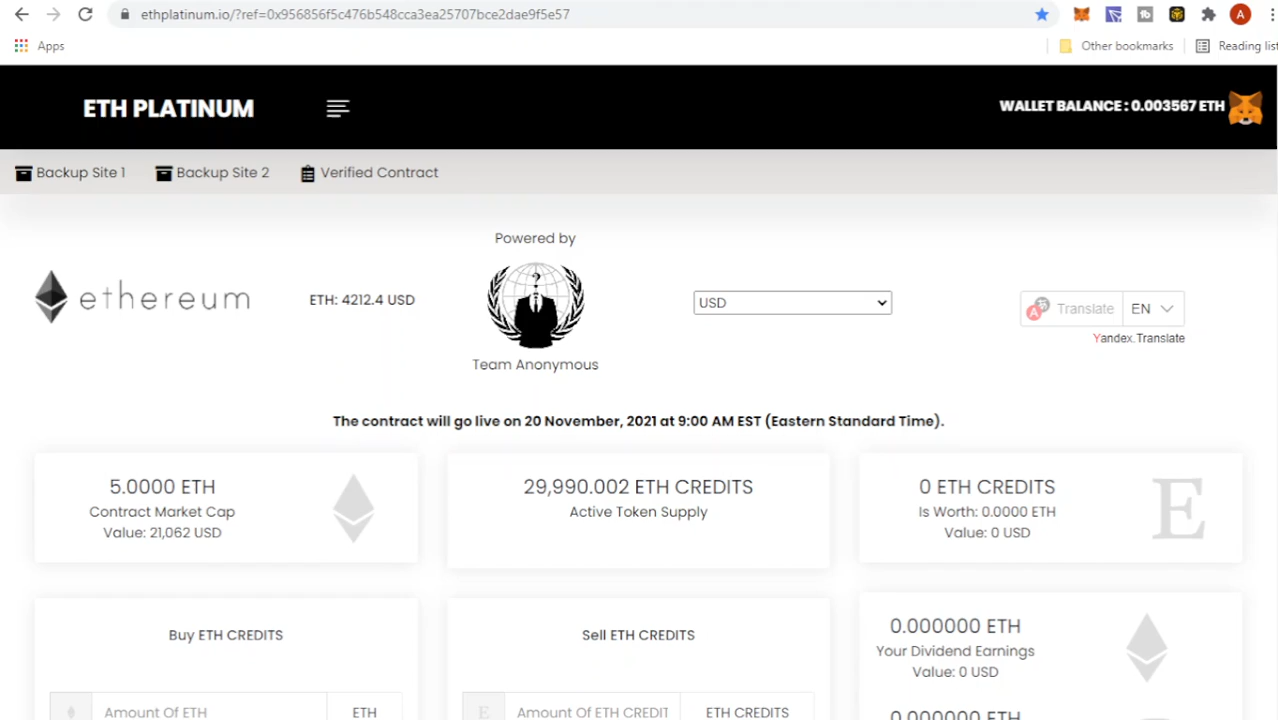 ethplatinum.io/?ref=0x956856f5c476b548cca3ea25707bce2dae9f5e57
A
Apps
Other bookmarks
Reading list
ETH PLATINUM
WALLET BALANCE : 0.003567 ETH
Backup Site 1
Backup Site 2
Verified Contract
Powered by
ethereum
ETH: 4212.4 USD
Team Anonymous
USD
Translate
EN
Yandex.Translate
The contract will go live on 20 November, 2021 at 9:00 AM EST (Eastern Standard Time).
5.0000 ETH
Contract Market Cap
Value: 21,062 USD
29,990.002 ETH CREDITS
Active Token Supply
0 ETH CREDITS
Is Worth: 0.0000 ETH
Value: 0 USD
E
Buy ETH CREDITS
Amount Of ETH
ETH
Sell ETH CREDITS
E
Amount Of ETH CREDIT
ETH CREDITS
0.000000 ETH
Your Dividend Earnings
Value: 0 USD
0.000000 ETH